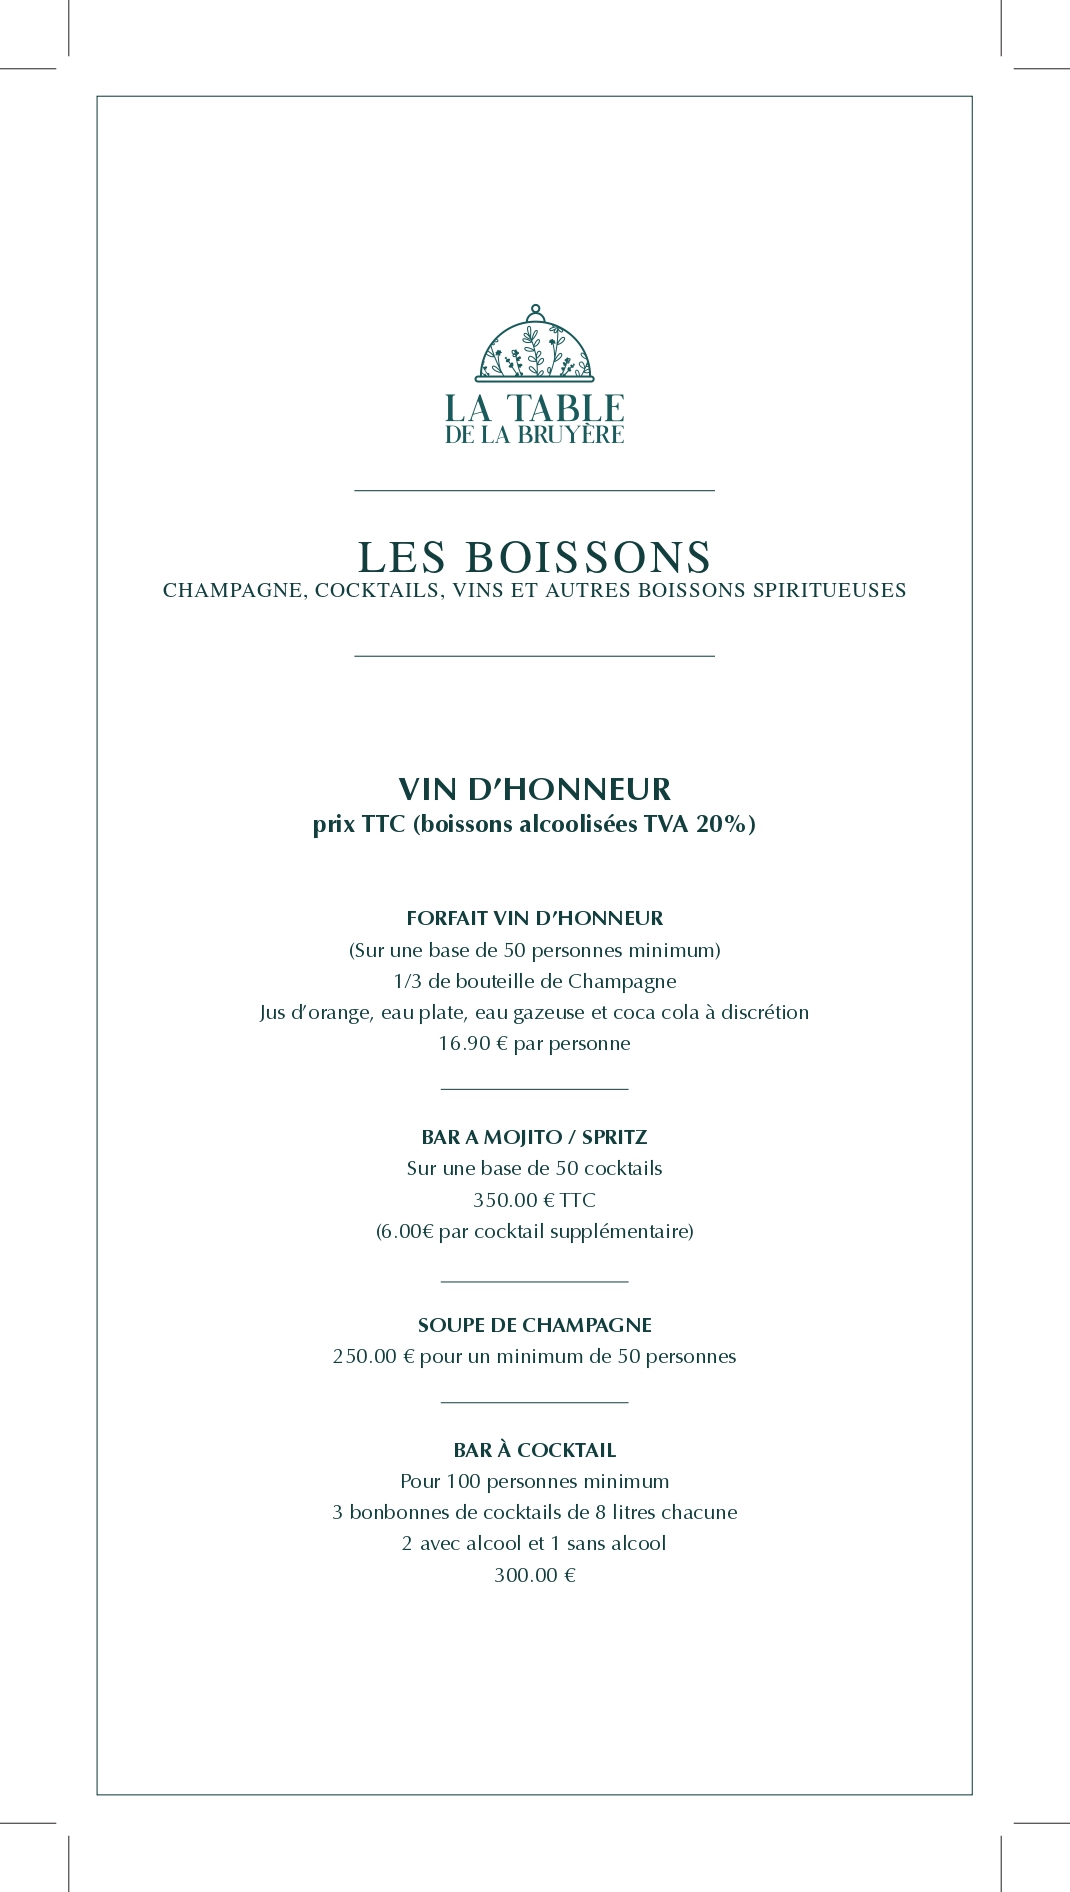 LA TABLE
DE LA BRUYÈRE
LES BOISSONS
CHAMPAGNE, COCKTAILS, VINS ET AUTRES BOISSONS SPIRITUEUSES
VIN D’HONNEUR
prix TTC (boissons alcoolisées TVA 20%)
FORFAIT VIN D’HONNEUR
(Sur une base de 50 personnes minimum)
1/3 de bouteille de Champagne
Jus d’orange, eau plate, eau gazeuse et coca cola à discrétion
16.90 € par personne
BAR A MOJITO / SPRITZ
Sur une base de 50 cocktails
350.00 € TTC
(6.00€ par cocktail supplémentaire)
SOUPE DE CHAMPAGNE
250.00 € pour un minimum de 50 personnes
BAR À COCKTAIL
Pour 100 personnes minimum
3 bonbonnes de cocktails de 8 litres chacune
2 avec alcool et 1 sans alcool
300.00 €